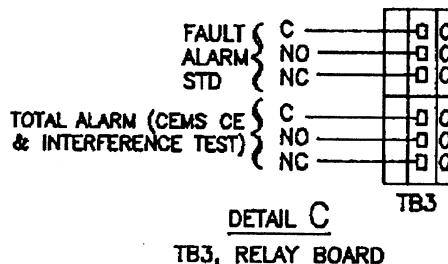 FAULT C
ALARM NO
STD NC
C
TOTAL ALARM (CEMS CE
NO
& INTERFERENCE TEST)
NC
TB3
DETAIL C
TB3, RELAY BOARD